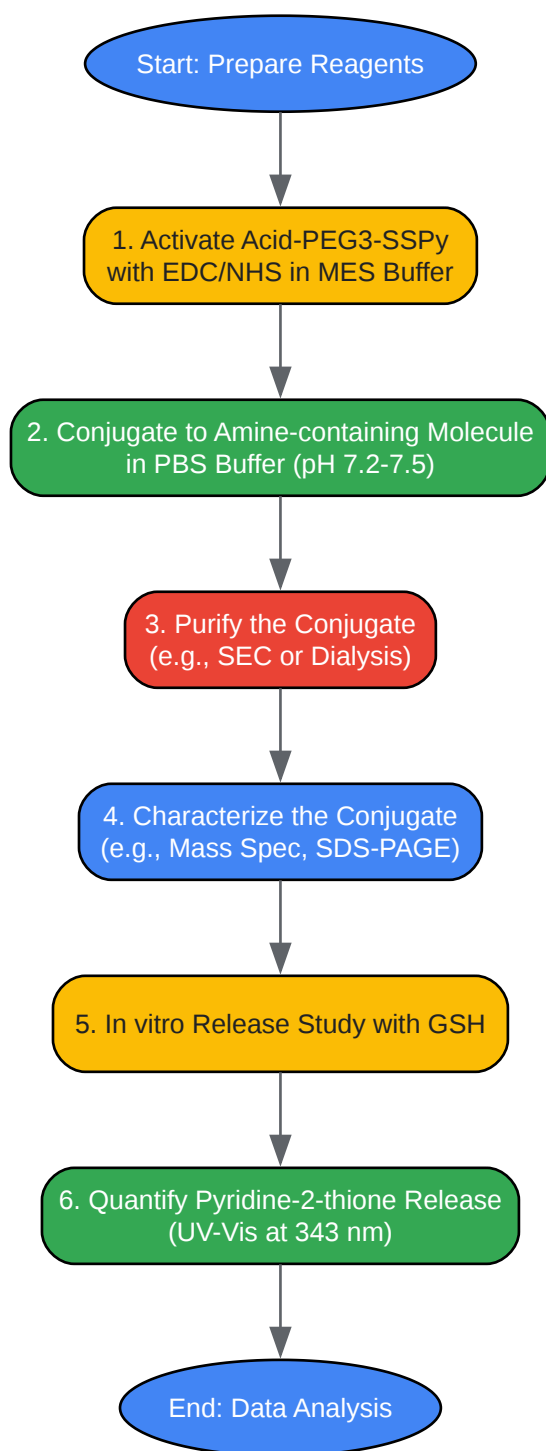 Start: Prepare Reagents
1. Activate Acid-PEG3-SSPy
with EDC/NHS in MES Buffer
2. Conjugate to Amine-containing Molecule
in PBS Buffer (pH 7.2-7.5)
3. Purify the Conjugate
(e.g., SEC or Dialysis)
4. Characterize the Conjugate
(e.g., Mass Spec, SDS-PAGE)
5. In vitro Release Study with GSH
6. Quantify Pyridine-2-thione Release
(UV-Vis at 343 nm)
End: Data Analysis